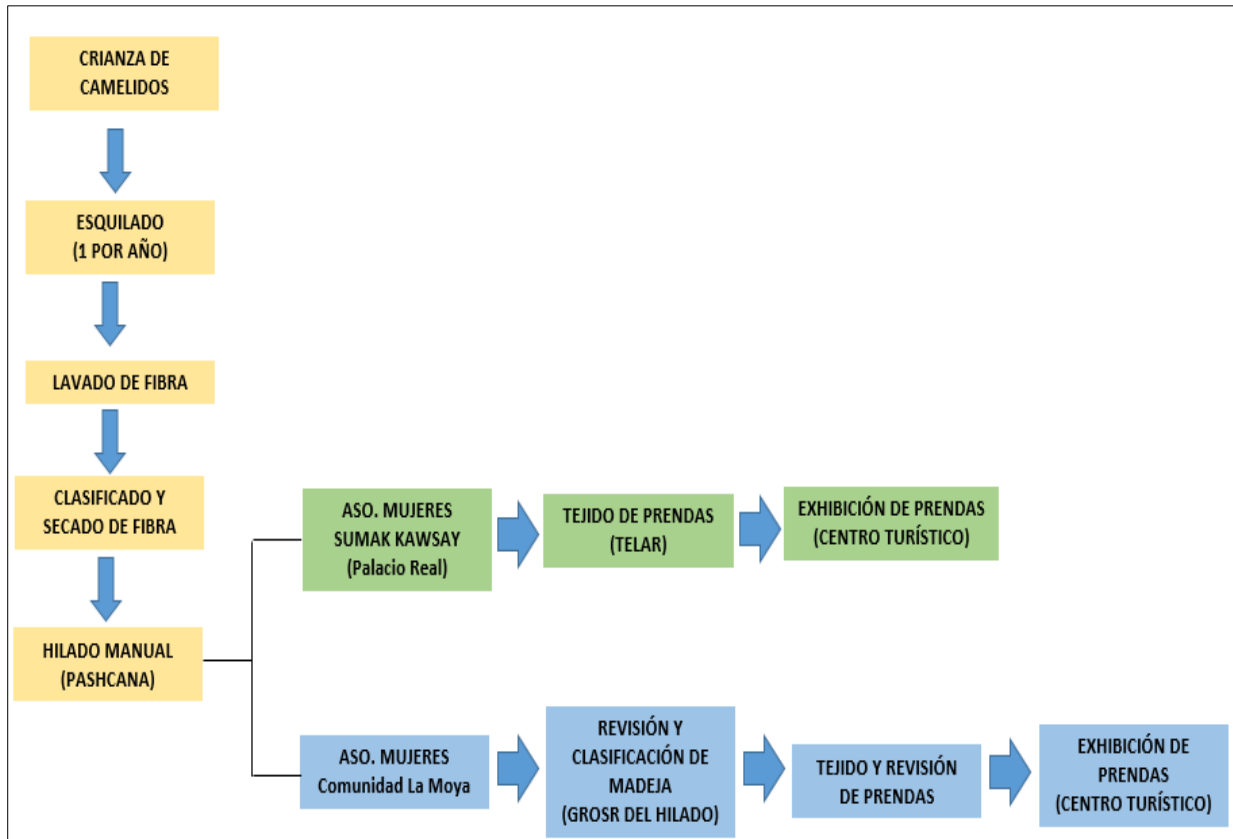 CRIANZA DE
CAMELIDOS
ESQUILADO
(1 POR AÑO)
LAVADO DE FIBRA
CLASIFICADO Y
SECADO DE FIBRA
HILADO MANUAL
(PASHCANA)
ASO. MUJERES
SUMAK KAWSAY
(Palacio Real)
TEJIDO DE PRENDAS
(TELAR)
EXHIBICIÓN DE PRENDAS
(CENTRO TURÍSTICO)
ASO. MUJERES
Comunidad La Moya
REVISIÓN Y
CLASIFICACIÓN DE
MADEJA
(GROSR DEL HILADO)
TEJIDO Y REVISIÓN
DE PRENDAS
EXHIBICIÓN DE
PRENDAS
(CENTRO TURÍSTICO)